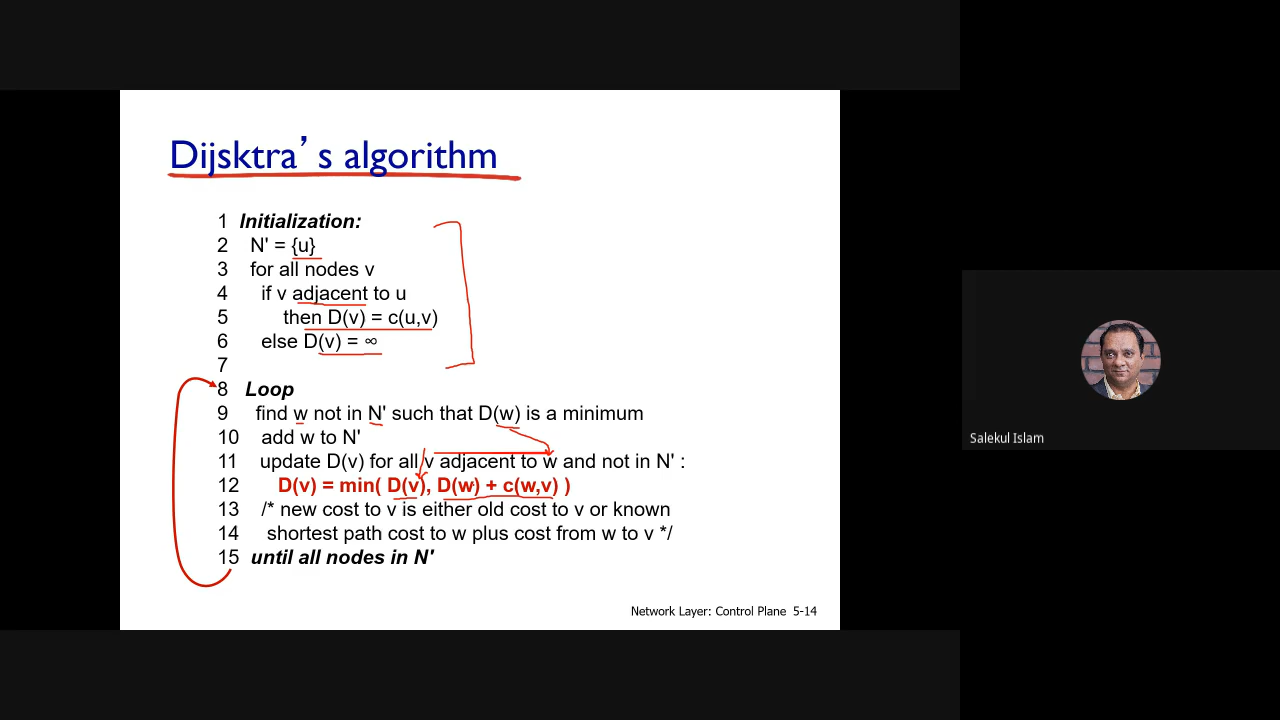 Dijsktra’s algorithm
1 Initialization:
2 N' = {u}
3 for all nodes v
4 if v adjacent to u
5 then D(v) = c(u,v)
6 else D(v) = ∞
7
8 Loop
9 find w not in N' such that D(w) is a minimum
10 add w to N'
11 update D(v) for all v adjacent to w and not in N' :
12 D(v) = min( D(v), D(w) + c(w,v) )
13 /* new cost to v is either old cost to v or known
14 shortest path cost to w plus cost from w to v */
15 until all nodes in N'
Network Layer: Control Plane 5-14
Salekul Islam